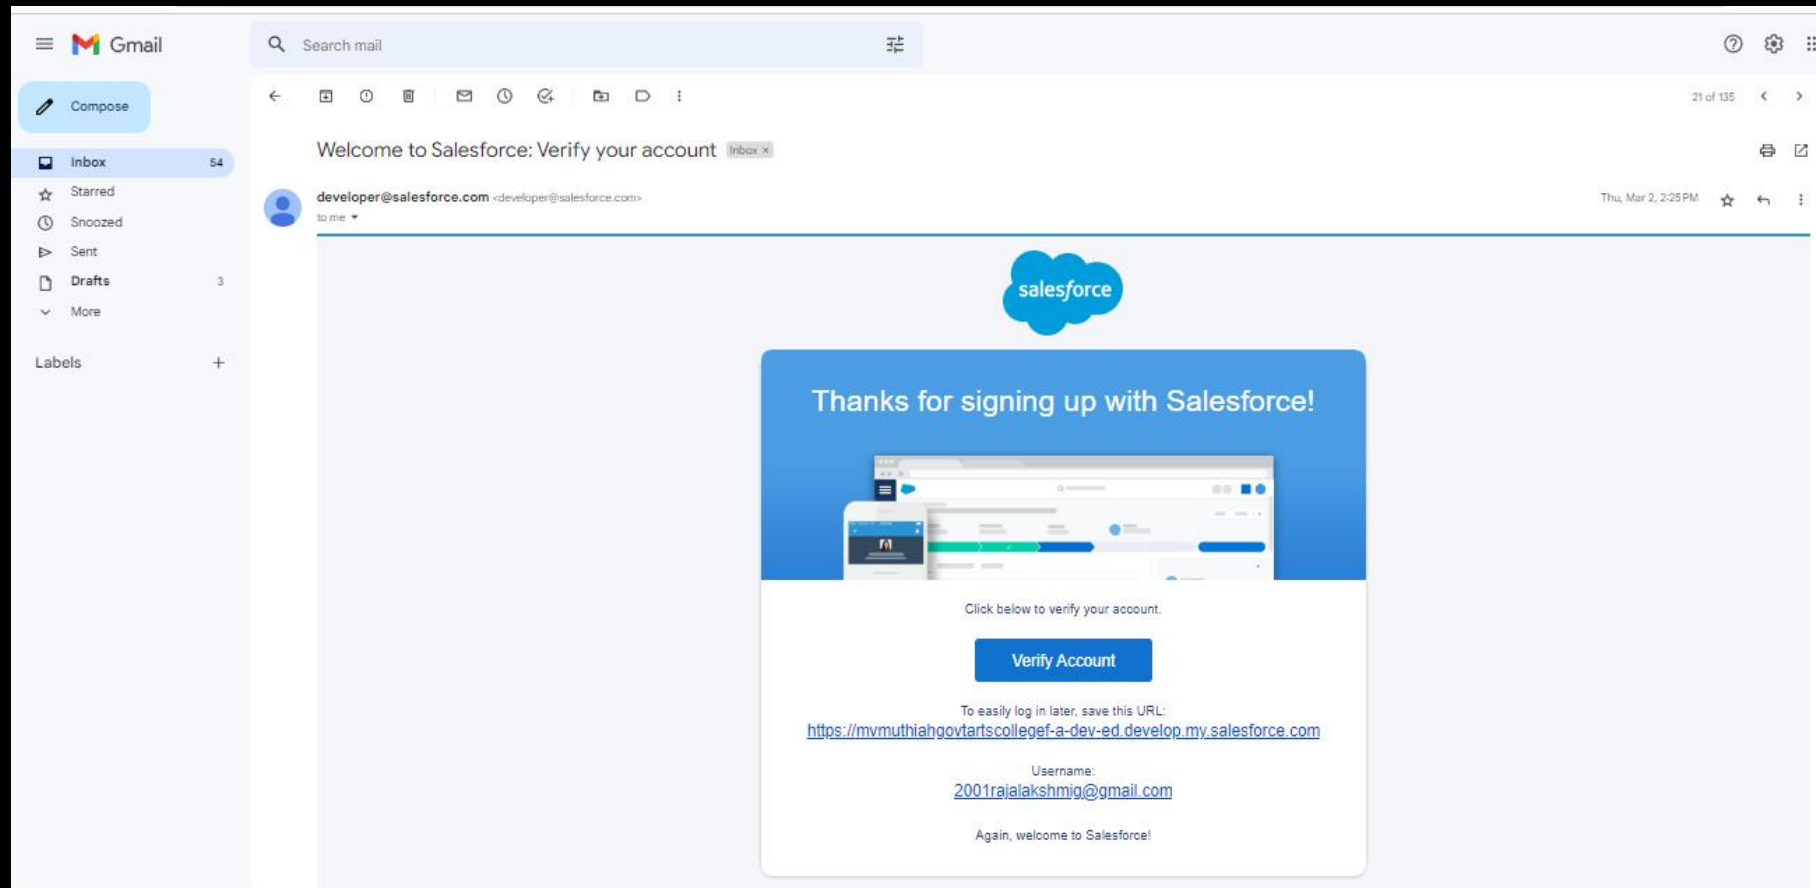 Gmail
Search mail
Compose
21 of 135
Welcome to Salesforce: Verify your account Inbox ×
Inbox 54
Starred
developer@salesforce.com <developer@salesforce.com>
Thu, Mar 2, 2:25 PM
to me
Snoozed
Sent
Drafts 3
More
Labels +
salesforce
Thanks for signing up with Salesforce!
Click below to verify your account.
Verify Account
To easily log in later, save this URL:
https://mvmuthiahgovtartscollegef-a-dev-ed.develop.my.salesforce.com
Username:
2001rajalakshmig@gmail.com
Again, welcome to Salesforce!